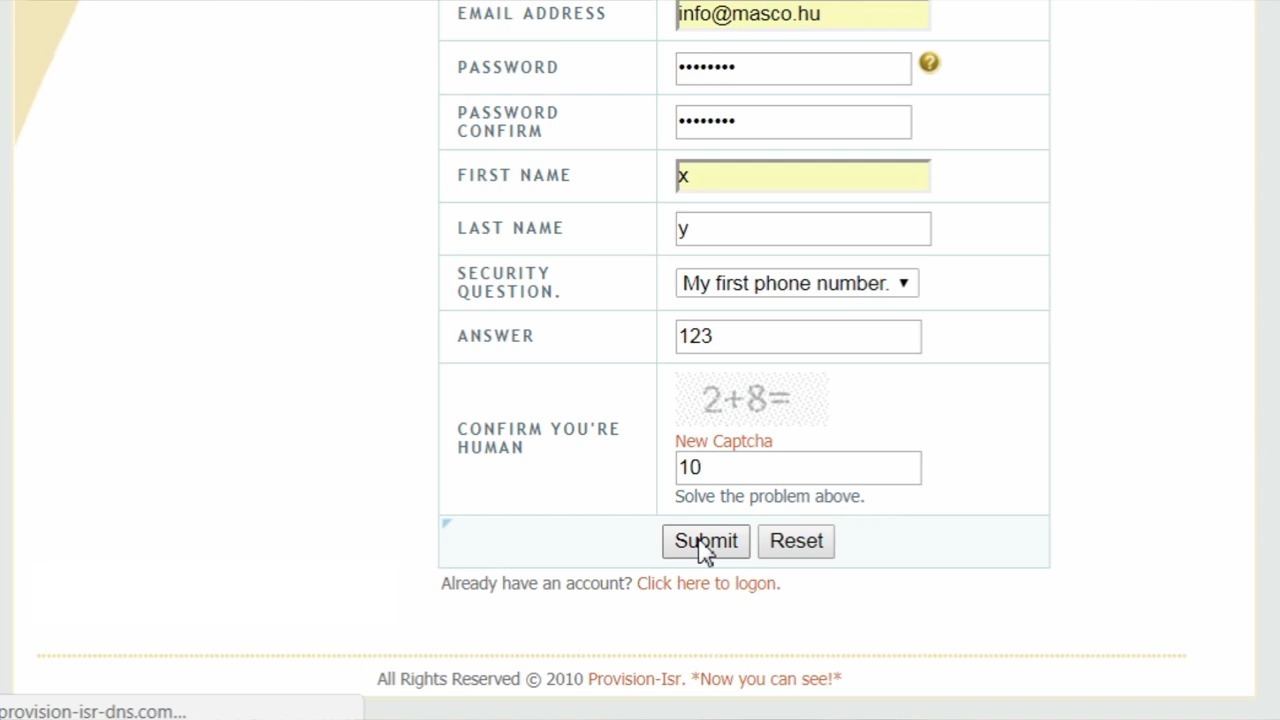 EMAIL ADDRESS info@masco.hu
PASSWORD •••••••• ?
PASSWORD
CONFIRM ••••••••
FIRST NAME x
LAST NAME y
SECURITY
QUESTION. My first phone number.
ANSWER 123
2+8=
CONFIRM YOU'RE
HUMAN
New Captcha
10
Solve the problem above.
Submit Reset
Already have an account? Click here to logon.
All Rights Reserved © 2010 Provision-Isr. *Now you can see!*
provision-isr-dns.com...